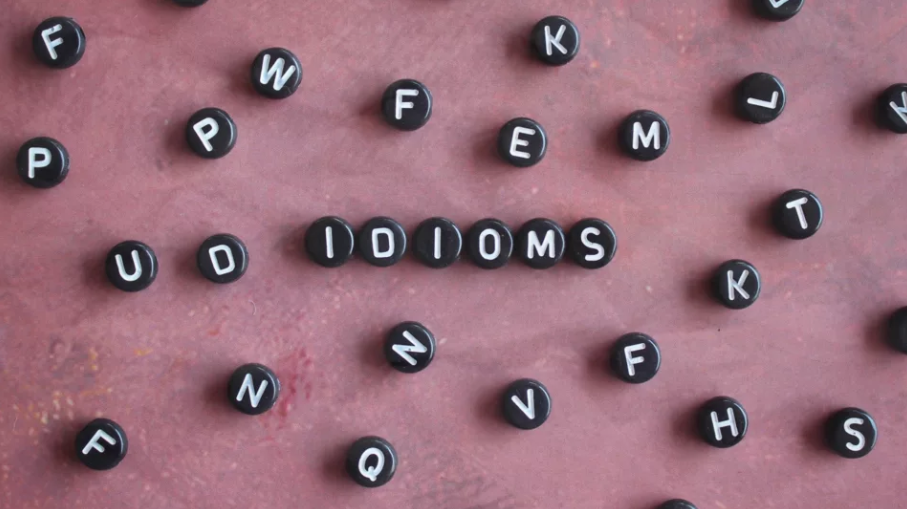 F W F K
P P E M L K
T
U D IDIOMS K
N N V F H S
F Q